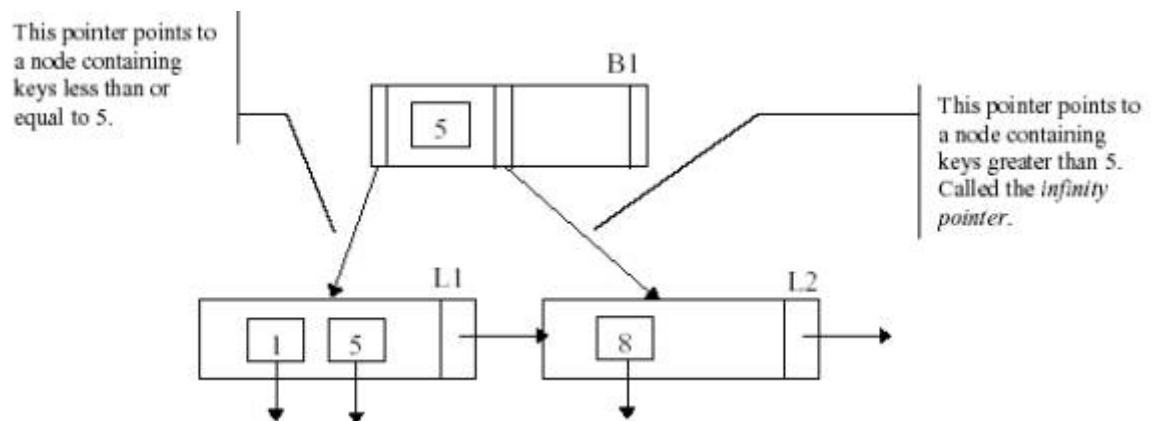 This pointer points to
a node containing
keys less than or
equal to 5.
B1
5
This pointer points to
a node containing
keys greater than 5.
Called the infinity
pointer.
L1
1
5
L2
8